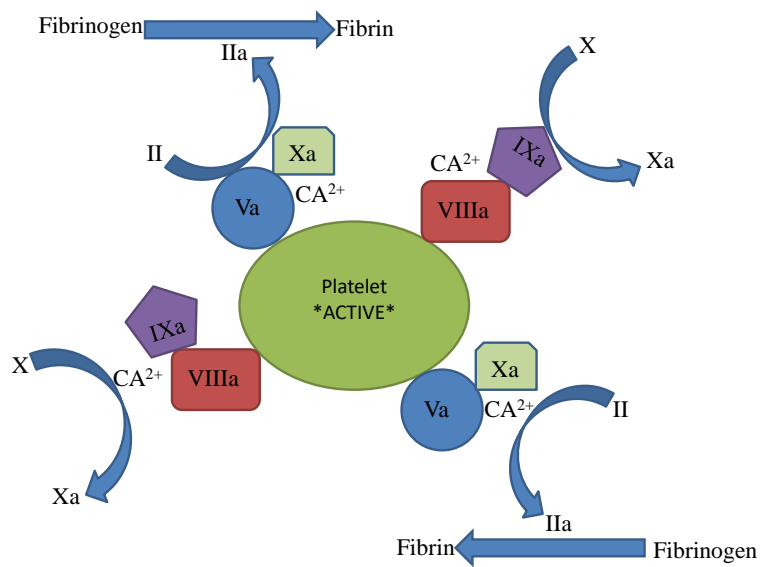 Fibrinogen
Fibrin
IIa
II
Xa
CA²⁺
Va
X
IXa
CA²⁺
Xa
VIIIa
Platelet
*ACTIVE*
IXa
X
CA²⁺
VIIIa
Xa
Xa
Va
CA²⁺
II
IIa
Fibrin
Fibrinogen